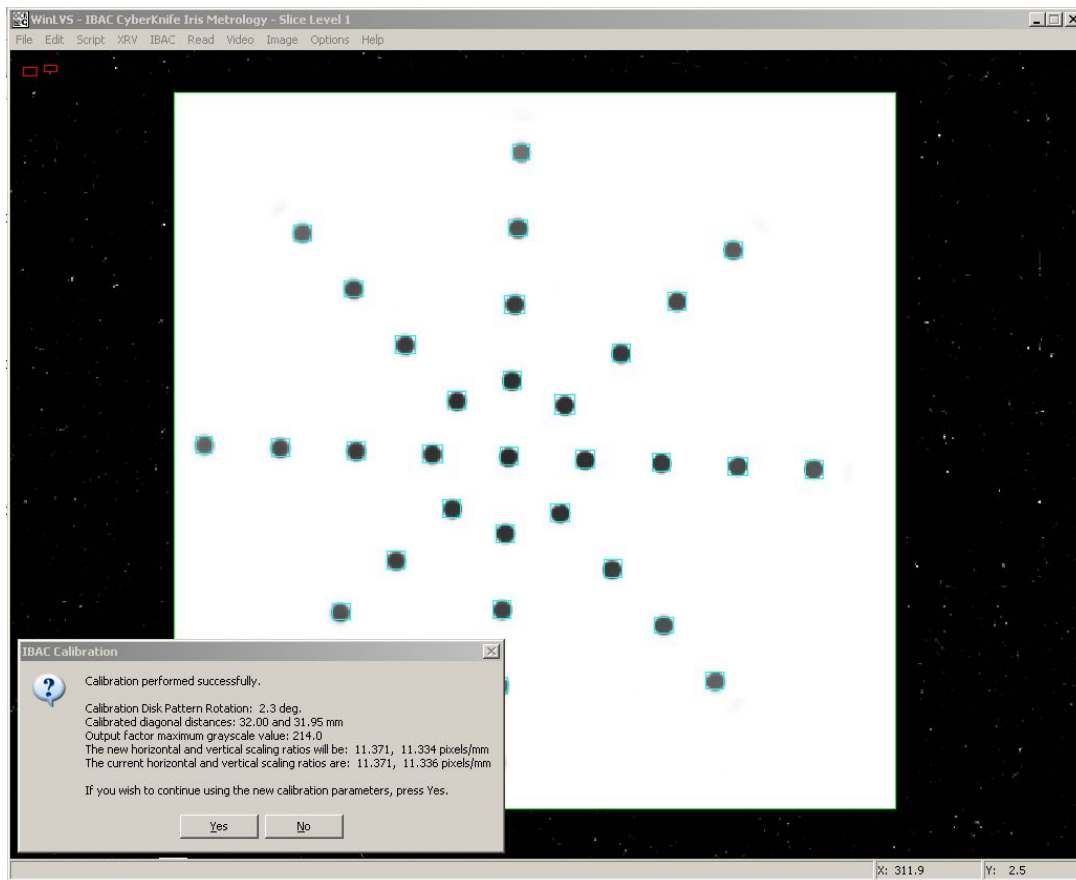 WinLVS - IBAC CyberKnife Iris Metrology - Slice Level 1
File Edit Script XRV IBAC Read Video Image Options Help
IBAC Calibration
Calibration performed successfully.
Calibration Disk Pattern Rotation: 2.3 deg.
Calibrated diagonal distances: 32.00 and 31.95 mm
Output factor maximum grayscale value: 214.0
The new horizontal and vertical scaling ratios will be: 11.371, 11.334 pixels/mm
The current horizontal and vertical scaling ratios are: 11.371, 11.336 pixels/mm
If you wish to continue using the new calibration parameters, press Yes.
Yes No
X: 311.9 Y: 2.5